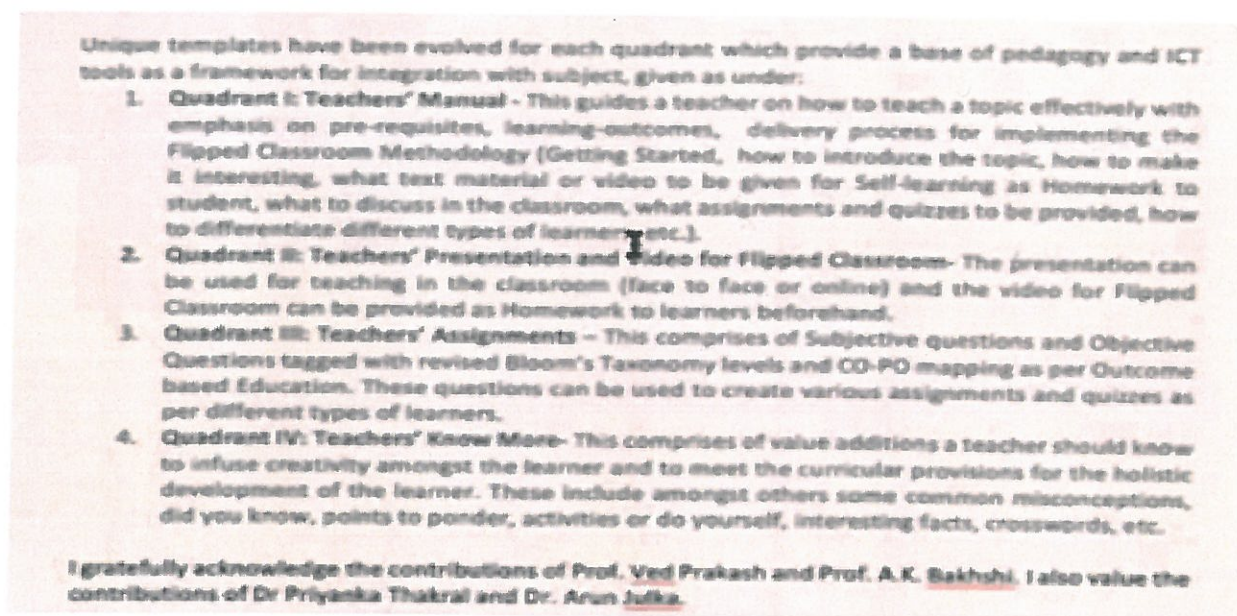 Unique templates have been evolved for each quadrant which provide a base of pedagogy and ICT
tools as a framework for integration with subject, given as under:
1. Quadrant I: Teachers' Manual - This guides a teacher on how to teach a topic effectively with
emphasis on pre-requisites, learning-outcomes, delivery process for implementing the
Flipped Classroom Methodology (Getting Started, how to introduce the topic, how to make
it interesting, what text material or video to be given for Self-learning as Homework to
student, what to discuss in the classroom, what assignments and quizzes to be provided, how
to differentiate different types of learners etc.).
2. Quadrant II: Teachers' Presentation and Video for Flipped Classroom- The presentation can
be used for teaching in the classroom (face to face or online) and the video for Flipped
Classroom can be provided as Homework to learners beforehand.
3. Quadrant III: Teachers' Assignments – This comprises of Subjective questions and Objective
Questions tagged with revised Bloom's Taxonomy levels and CO-PO mapping as per Outcome
based Education. These questions can be used to create various assignments and quizzes as
per different types of learners.
4. Quadrant IV: Teachers' Know More- This comprises of value additions a teacher should know
to infuse creativity amongst the learner and to meet the curricular provisions for the holistic
development of the learner. These include amongst others some common misconceptions,
did you know, points to ponder, activities or do yourself, interesting facts, crosswords, etc.
I gratefully acknowledge the contributions of Prof. Ved Prakash and Prof. A.K. Bakhshi. I also value the
contributions of Dr Priyanka Thakral and Dr. Arun Julka.